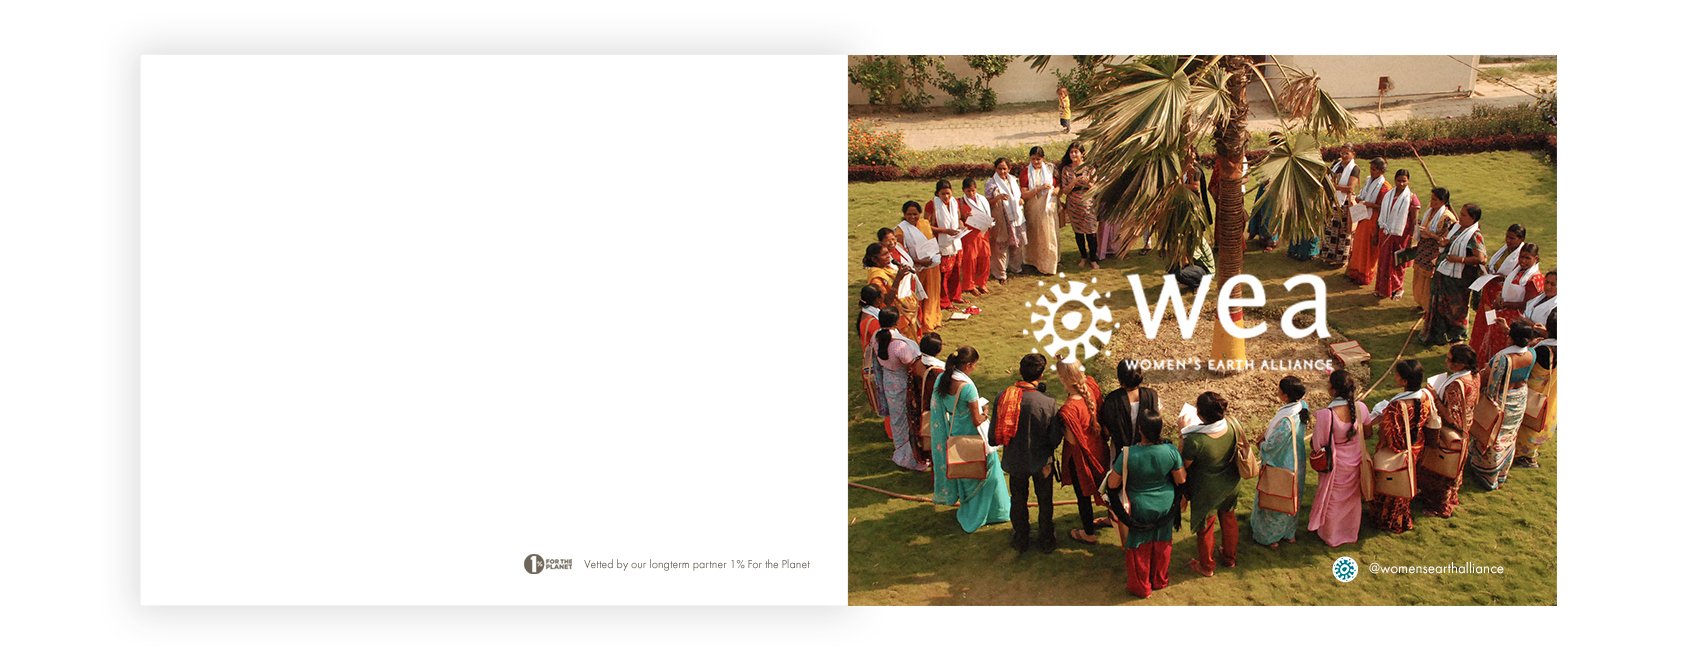 1% FOR THE
PLANET
Vetted by our longterm partner 1% For the Planet
wea
WOMEN'S EARTH ALLIANCE
@womensearthalliance